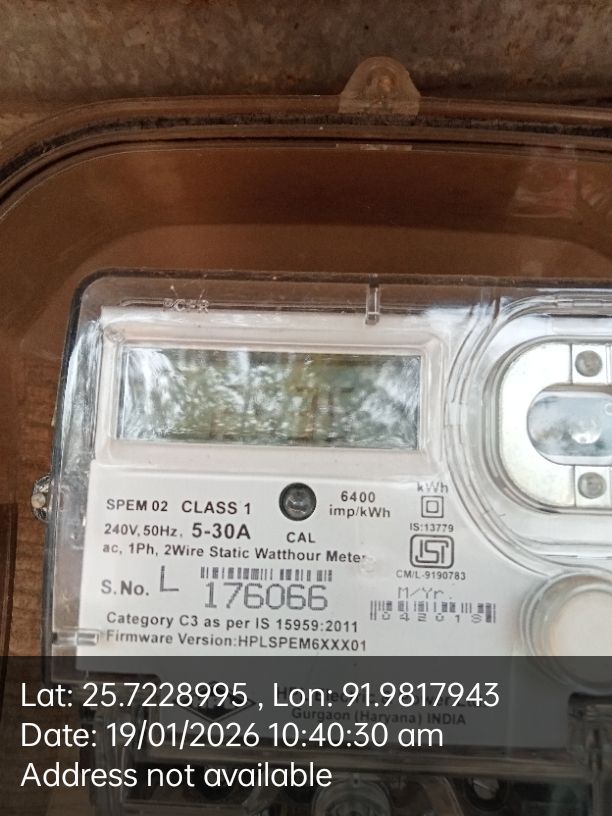 SPEM 02 CLASS 1
6400
imp/kWh
kWh
240V, 50Hz, 5-30A
CAL
IS:13779
ac, 1Ph, 2Wire Static Watthour Meter
CM/L-9190783
S.No. L 176066
M/Yr.
042018
Category C3 as per IS 15959:2011
Firmware Version:HPLSPEM6XXX01
Gurgaon (Haryana) INDIA
Lat: 25.7228995 , Lon: 91.9817943
Date: 19/01/2026 10:40:30 am
Address not available